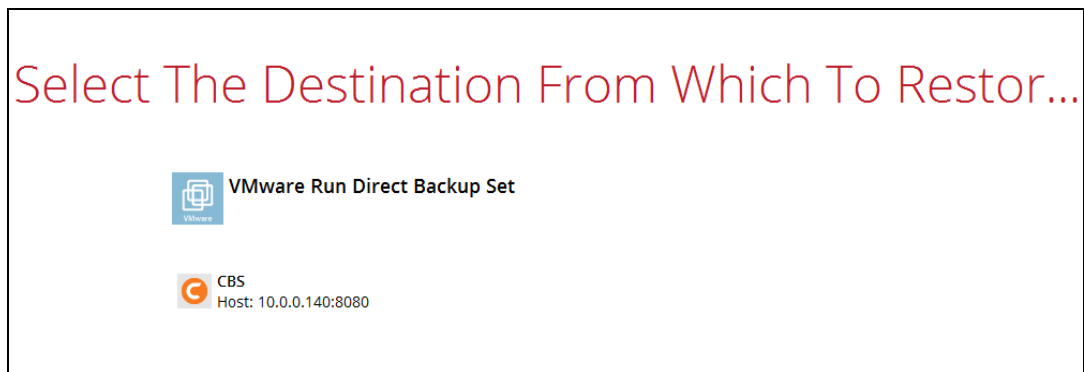 Select The Destination From Which To Restor...
VMware Run Direct Backup Set
VMware
CBS
Host: 10.0.0.140:8080